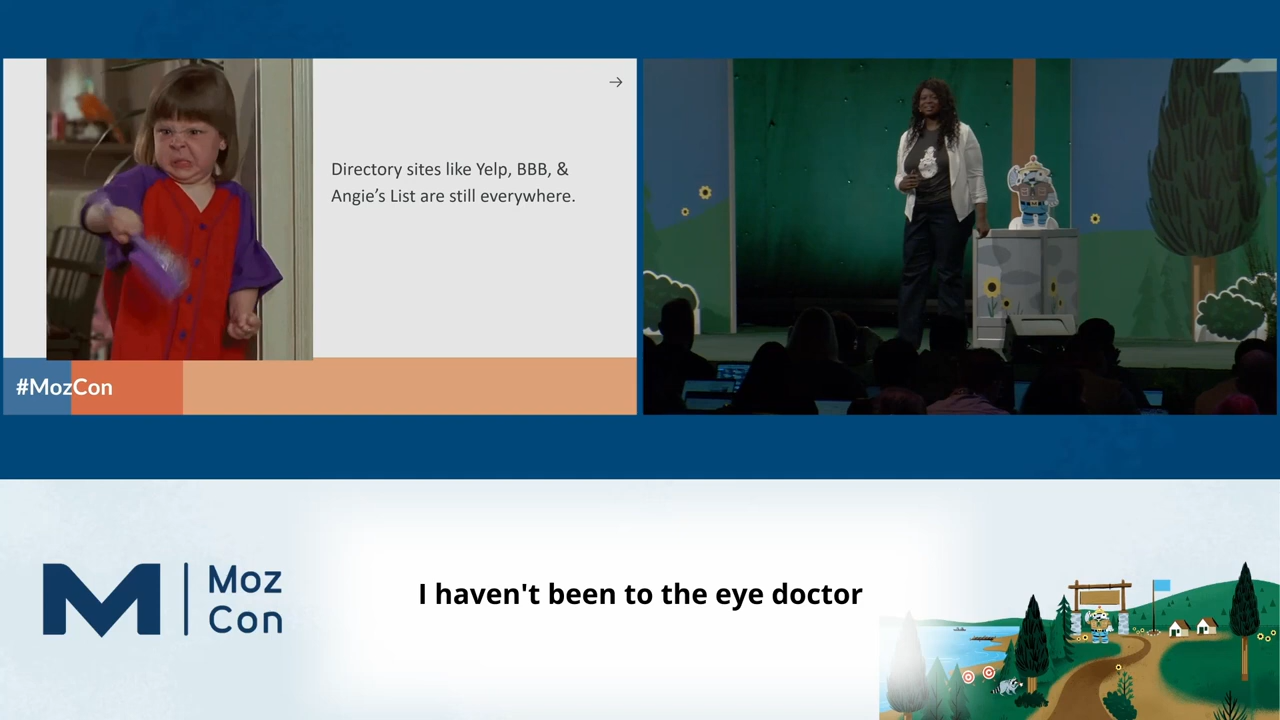 →
Directory sites like Yelp, BBB, &
Angie’s List are still everywhere.
#MozCon
M | Moz
Con
I haven't been to the eye doctor